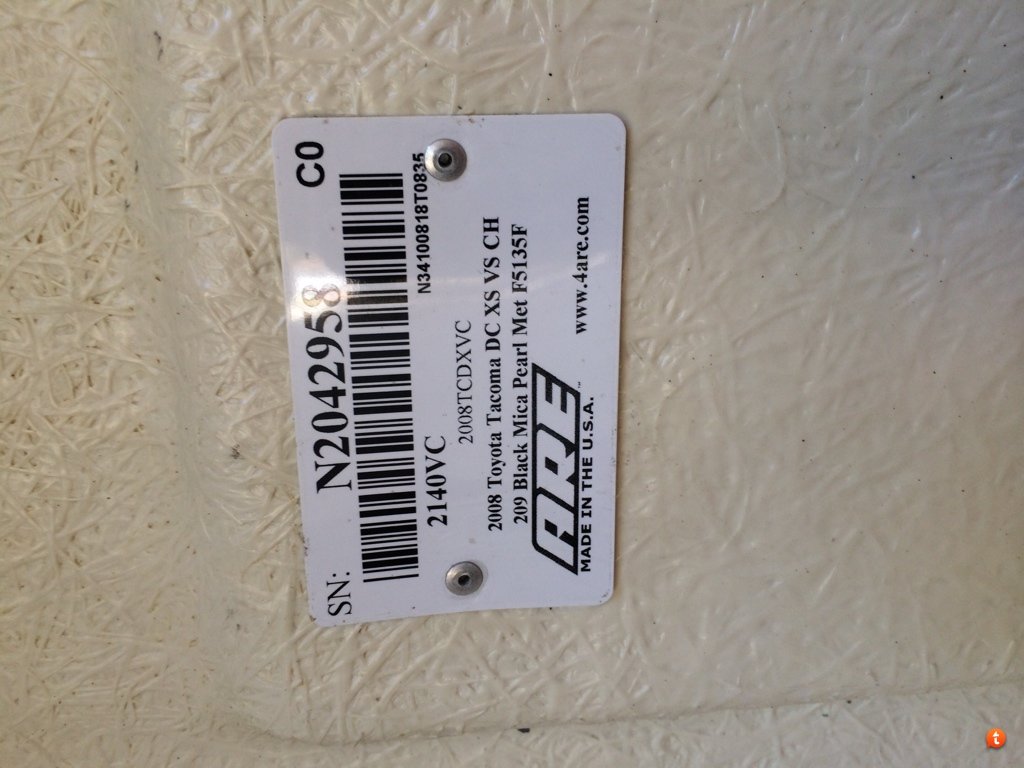 SN: N2042958 C0
N34100818T0835
2140VC
2008TCDXVC
2008 Toyota Tacoma DC XS VS CH
209 Black Mica Pearl Met F5135F
ARE™ www.4are.com
MADE IN THE U.S.A.
t